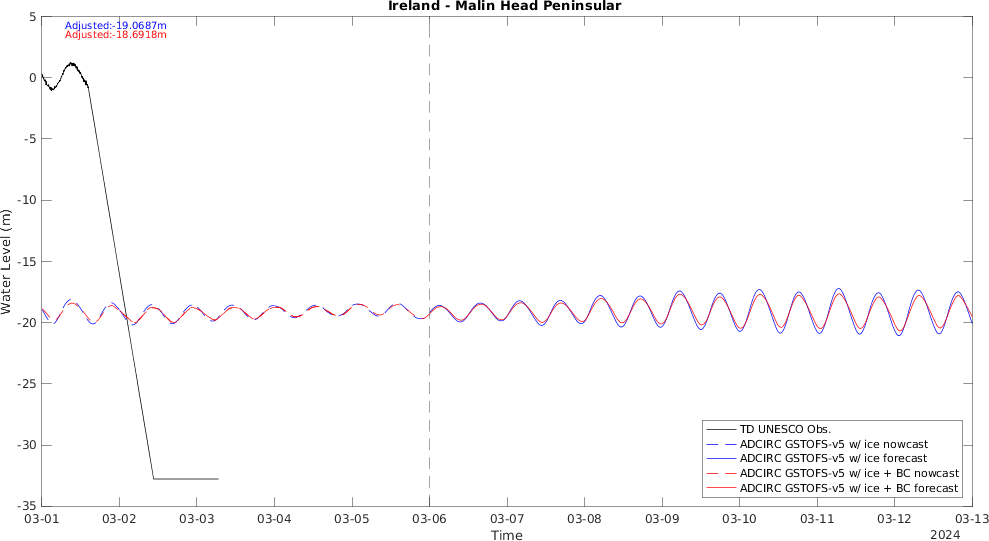 Ireland - Malin Head Peninsular
Adjusted:-19.0687m
Adjusted:-18.6918m
5
0
-5
-10
-15
-20
-25
-30
-35
Water Level (m)
TD UNESCO Obs.
ADCIRC GSTOFS-v5 w/ ice nowcast
ADCIRC GSTOFS-v5 w/ ice forecast
ADCIRC GSTOFS-v5 w/ ice + BC nowcast
ADCIRC GSTOFS-v5 w/ ice + BC forecast
03-01 03-02 03-03 03-04 03-05 03-06 03-07 03-08 03-09 03-10 03-11 03-12 03-13
Time
2024